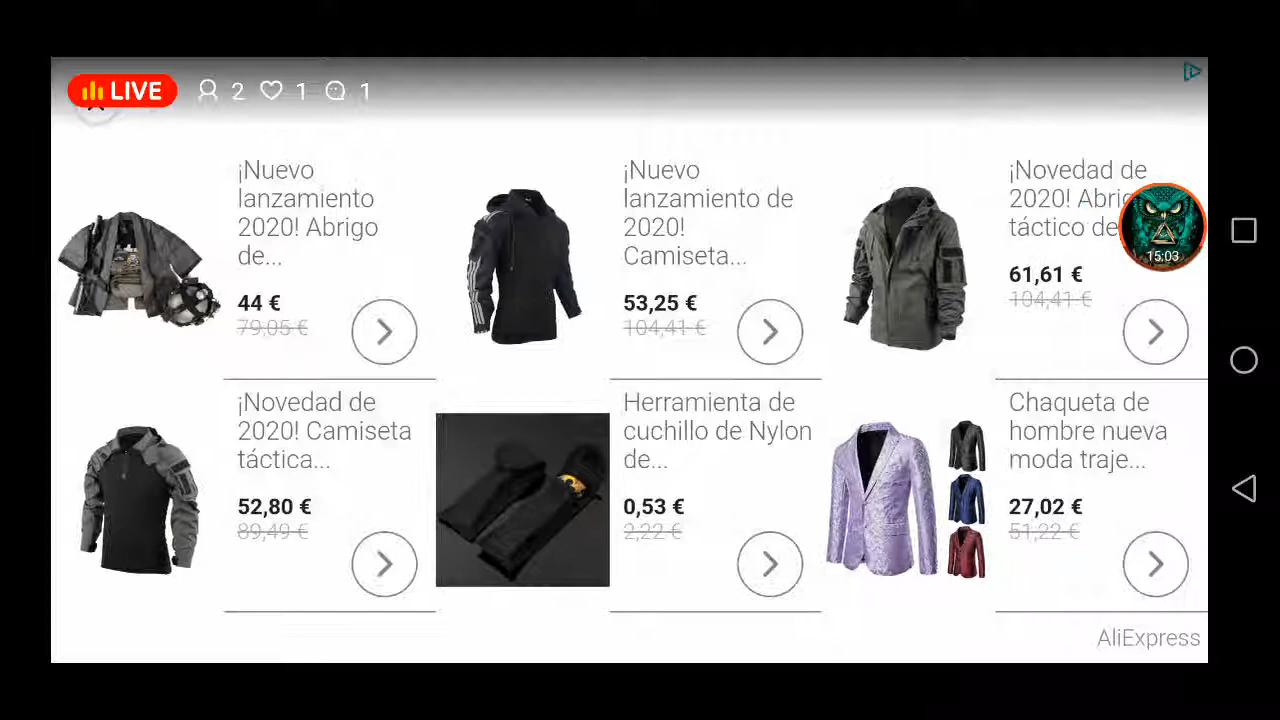 LIVE 2 1 1
¡Nuevo
lanzamiento
2020! Abrigo
de...
44 €
79,05 €
¡Nuevo
lanzamiento de
2020!
Camiseta...
53,25 €
104,41 €
¡Novedad de
2020! Abri
táctico de
61,61 €
104,41 €
15:03
¡Novedad de
2020! Camiseta
táctica...
52,80 €
89,49 €
Herramienta de
cuchillo de Nylon
de...
0,53 €
2,22 €
Chaqueta de
hombre nueva
moda traje...
27,02 €
51,22 €
AliExpress